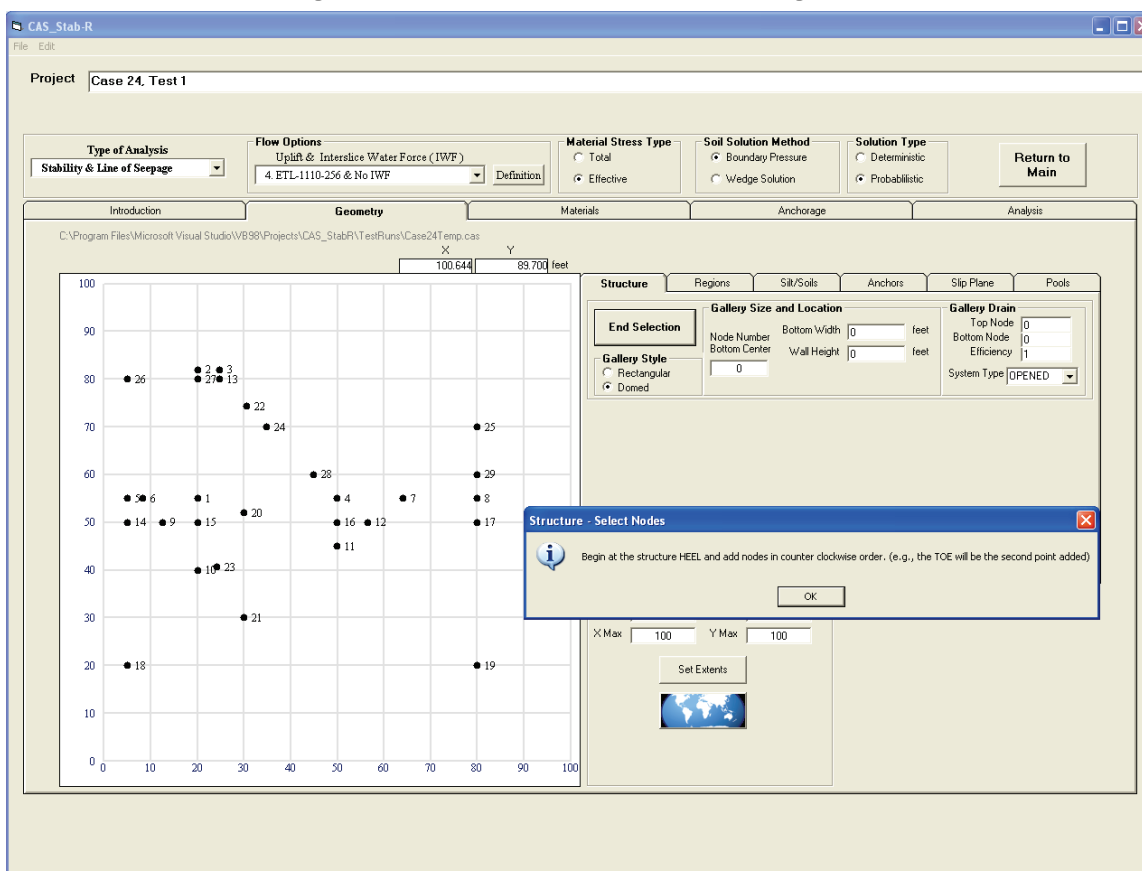 CAS_Stab-R
File Edit
Project Case 24, Test 1
Type of Analysis
Stability & Line of Seepage
Flow Options
Uplift & Interslice Water Force ( IWF )
4. ETL-1110-256 & No IWF
Definition
Material Stress Type
Total
Effective
Soil Solution Method
Boundary Pressure
Wedge Solution
Solution Type
Deterministic
Probabilistic
Return to
Main
Introduction Geometry Materials Anchorage Analysis
C:\Program Files\Microsoft Visual Studio\VB98\Projects\CAS_StabR\TestRuns\Case24Temp.cas
X Y
100.644 89.700 feet
Structure Regions Silt/Soils Anchors Slip Plane Pools
End Selection
Gallery Style
Rectangular
Domed
Gallery Size and Location
Node Number
Bottom Center
0
Bottom Width 0 feet
Wall Height 0 feet
Gallery Drain
Top Node 0
Bottom Node 0
Efficiency 1
System Type OPENED
100
90
2 3
80 26 27 13
22
70 24 25
60 28 29
5 6 1 4 7 8
20
50 14 9 15 16 12 17
11
40 10 23
30 21
20 18 19
10
0
0 10 20 30 40 50 60 70 80 90 100
Structure - Select Nodes
Begin at the structure HEEL and add nodes in counter clockwise order. (e.g., the TOE will be the second point added)
OK
X Max 100 Y Max 100
Set Extents